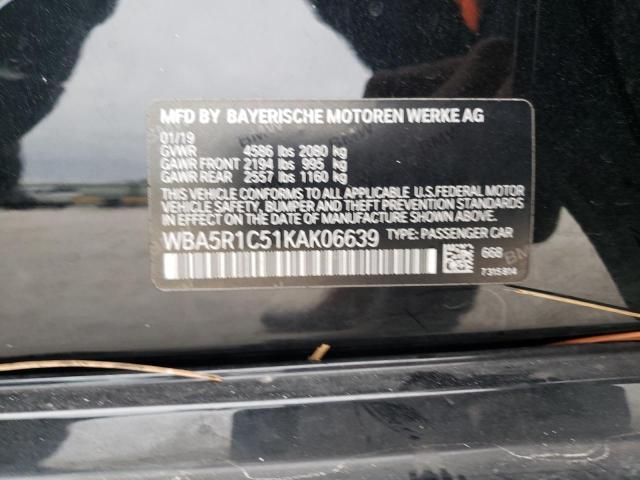 MFD BY BAYERISCHE MOTOREN WERKE AG
01/19
GVWR 4586 lbs 2080 kg
GAWR FRONT 2194 lbs 995 kg
GAWR REAR 2557 lbs 1160 kg
THIS VEHICLE CONFORMS TO ALL APPLICABLE U.S.FEDERAL MOTOR
VEHICLE SAFETY, BUMPER AND THEFT PREVENTION STANDARDS
IN EFFECT ON THE DATE OF MANUFACTURE SHOWN ABOVE.
WBA5R1C51KAK06639 TYPE: PASSENGER CAR
668
7315814